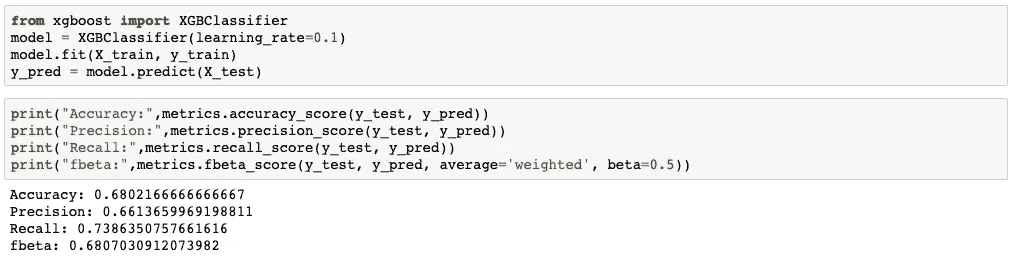 from xgboost import XGBClassifier
model = XGBClassifier(learning_rate=0.1)
model.fit(X_train, y_train)
y_pred = model.predict(X_test)
print("Accuracy:",metrics.accuracy_score(y_test, y_pred))
print("Precision:",metrics.precision_score(y_test, y_pred))
print("Recall:",metrics.recall_score(y_test, y_pred))
print("fbeta:",metrics.fbeta_score(y_test, y_pred, average='weighted', beta=0.5))
Accuracy: 0.6802166666666667
Precision: 0.6613659969198811
Recall: 0.7386350757661616
fbeta: 0.6807030912073982